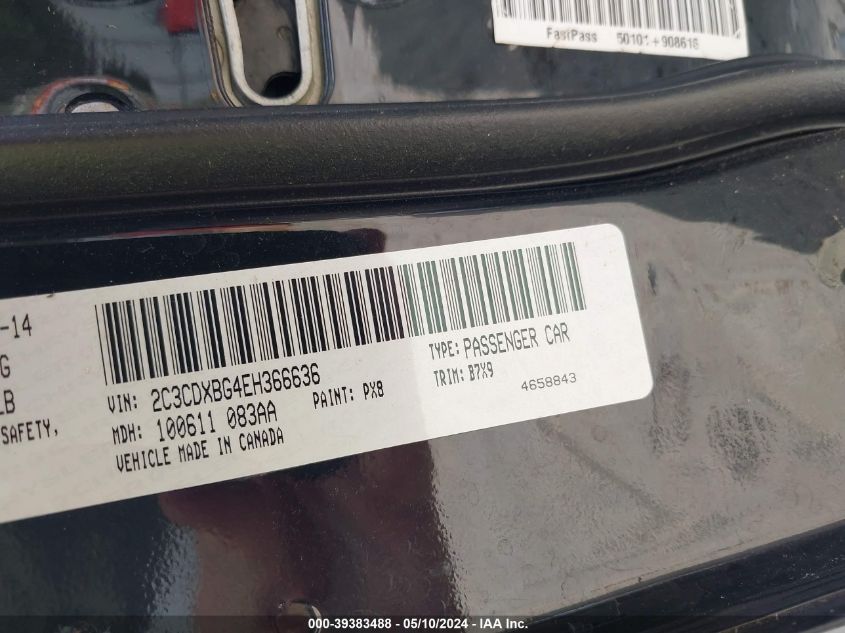 FastPass 50101+908616
-14
G
LB
SAFETY,
VIN: 2C3CDXBG4EH366636
TYPE: PASSENGER CAR
MDH: 100611 083AA
PAINT: PX8
TRIM: B7X9
4658843
VEHICLE MADE IN CANADA
000-39383488 - 05/10/2024 - IAA Inc.